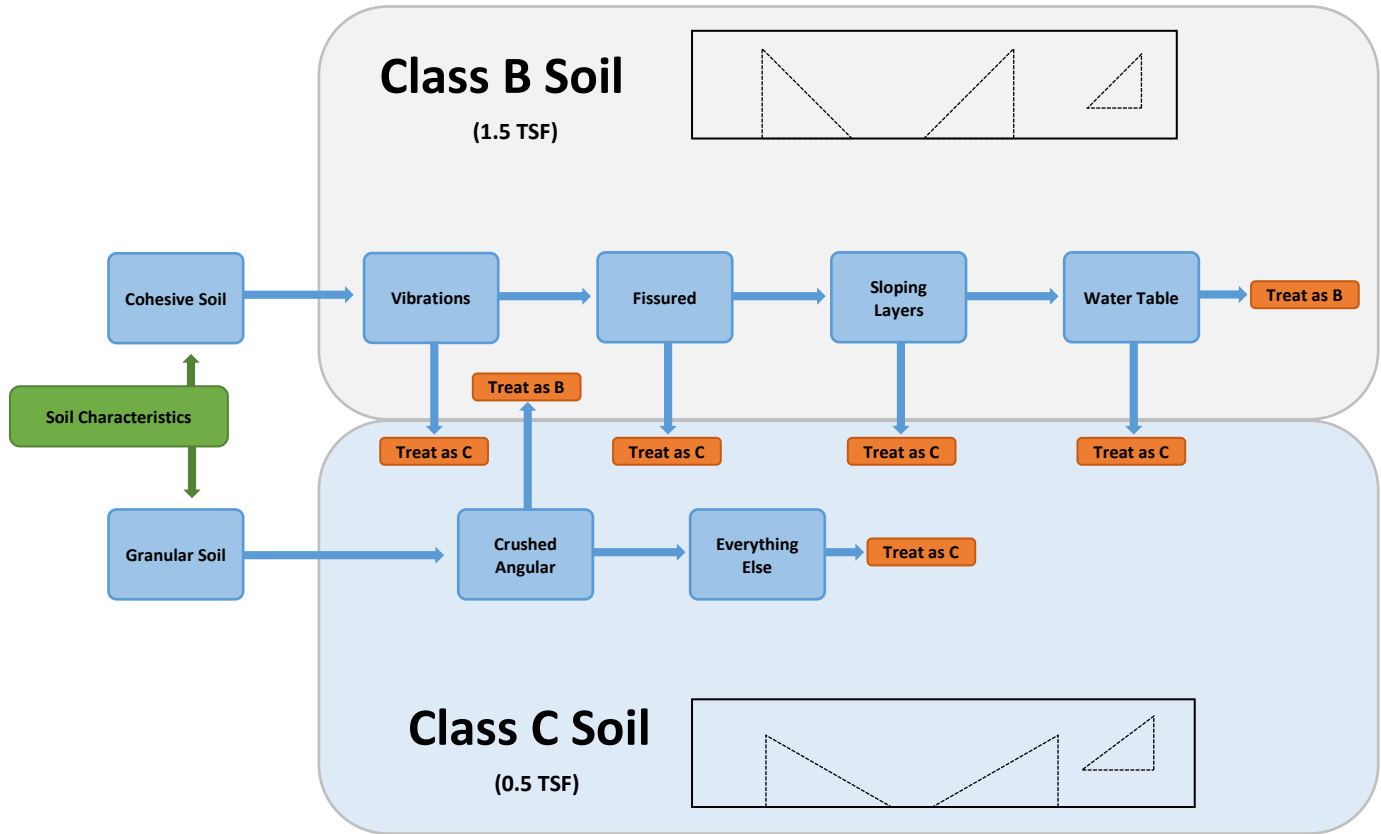 Class B Soil
(1.5 TSF)
Cohesive Soil
Vibrations
Fissured
Sloping
Layers
Water Table
Treat as B
Treat as B
Soil Characteristics
Treat as C
Treat as C
Treat as C
Treat as C
Granular Soil
Crushed
Angular
Everything
Else
Treat as C
Class C Soil
(0.5 TSF)